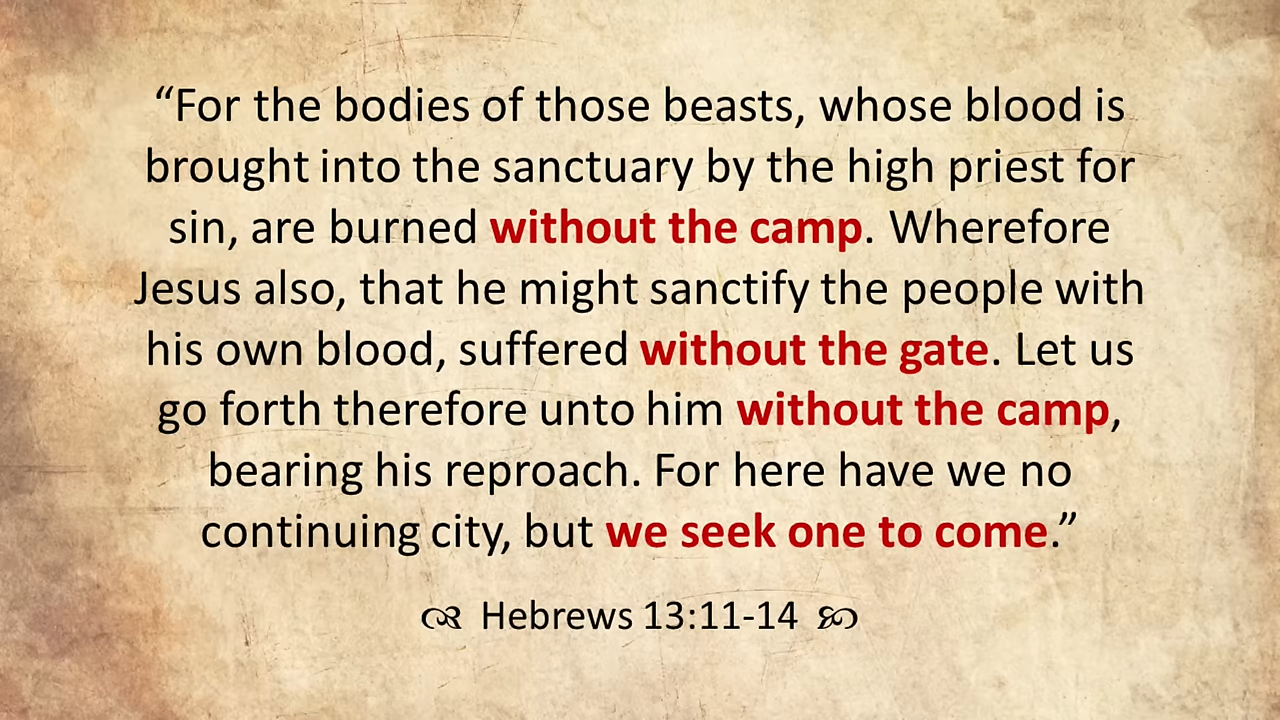 “For the bodies of those beasts, whose blood is
brought into the sanctuary by the high priest for
sin, are burned without the camp. Wherefore
Jesus also, that he might sanctify the people with
his own blood, suffered without the gate. Let us
go forth therefore unto him without the camp,
bearing his reproach. For here have we no
continuing city, but we seek one to come.”
Hebrews 13:11-14